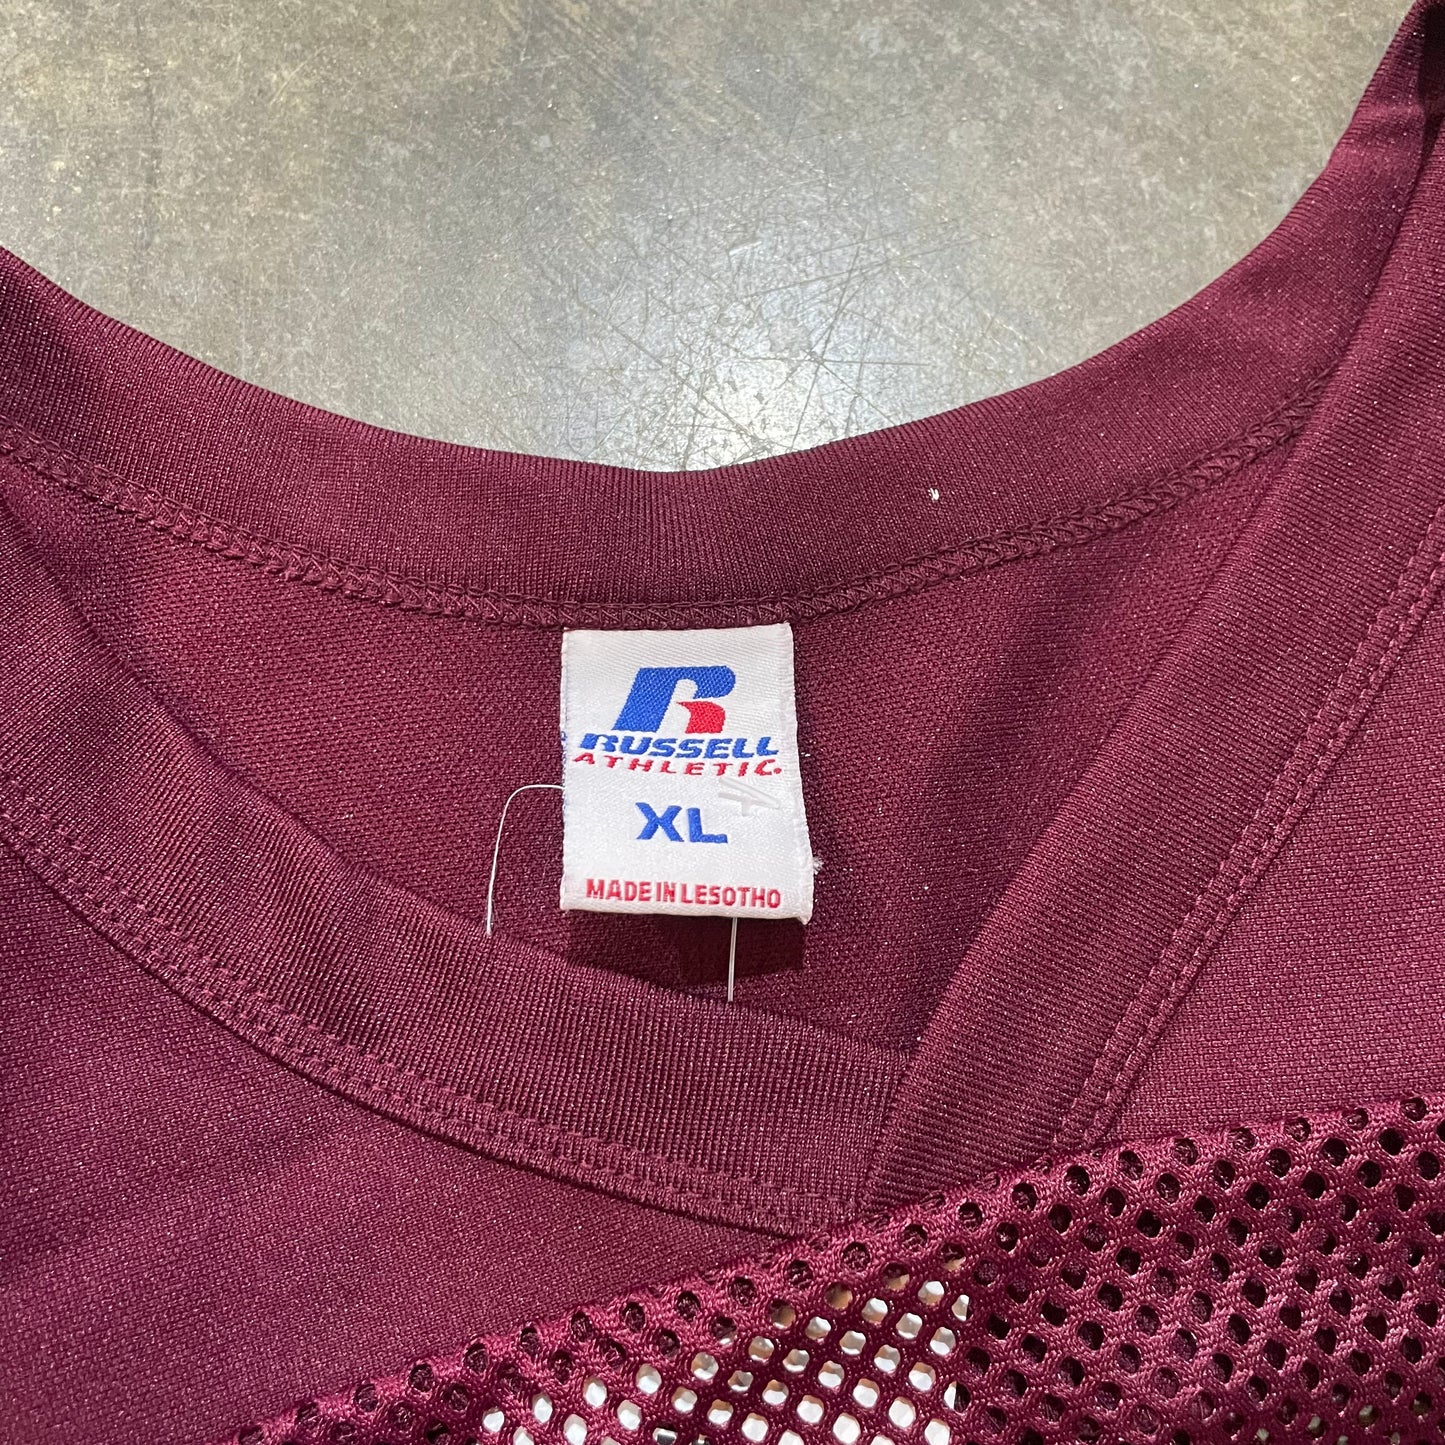 R
RUSSELL
ATHLETIC
XL
MADE IN LESOTHO